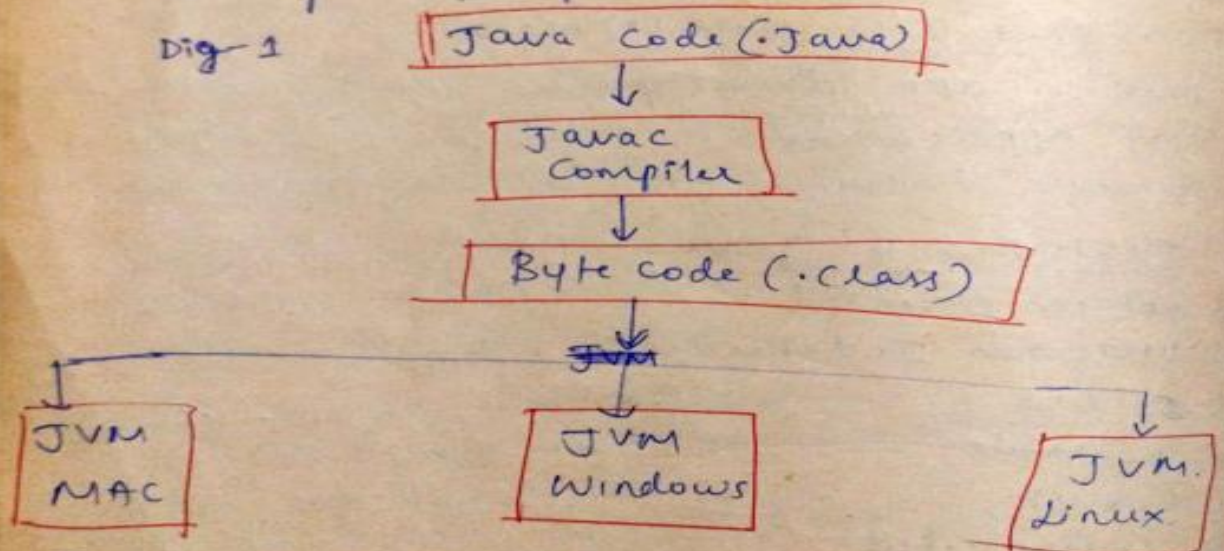 Dig-1
Java Code (.Java)
Javac
Compiler
Byte code (.Class)
JVM
JVM
MAC
JVM
Windows
JVM.
Linux